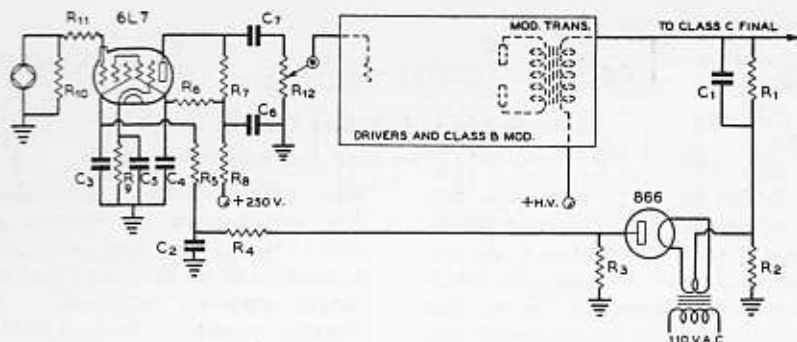 R11
6L7
C7
MOD. TRANS.
TO CLASS C FINAL
R10
R6
R7
R12
C1
R1
C6
DRIVERS AND CLASS B MOD.
C3
R9
C5
C4
R5
R8
+250 V.
+H.V.
866
C2
R4
R3
R2
110 V.A.C.